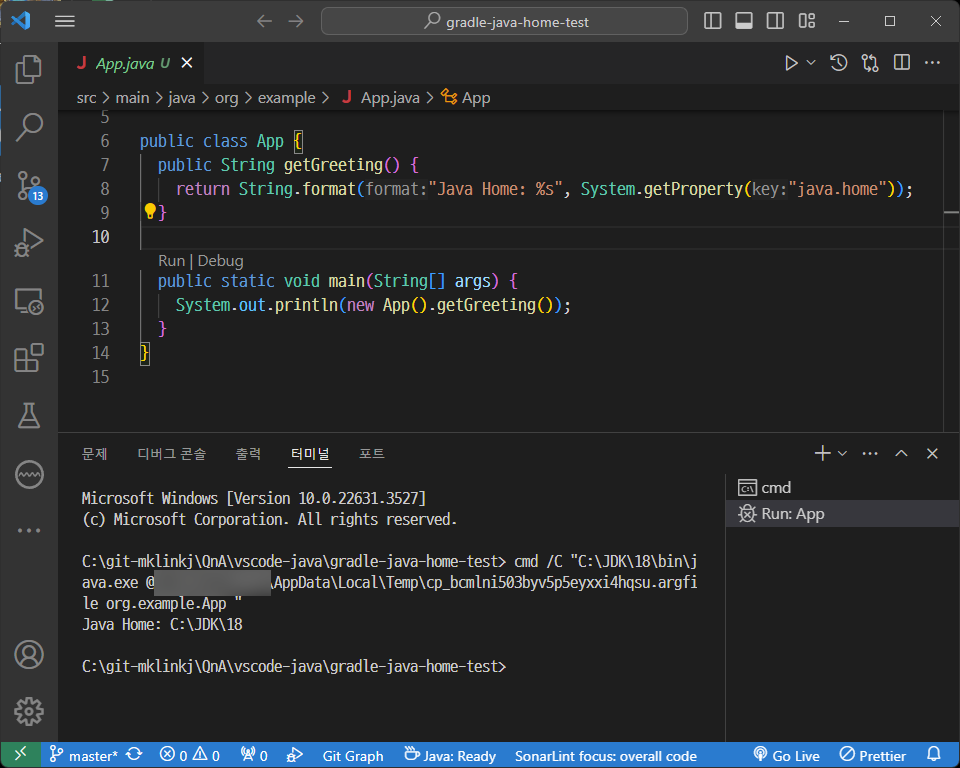 gradle-java-home-test
App.java U
src > main > java > org > example > App.java > App
5
6 public class App {
7 public String getGreeting() {
8 return String.format(format:"Java Home: %s", System.getProperty(key:"java.home"));
9 }
10
Run | Debug
11 public static void main(String[] args) {
12 System.out.println(new App().getGreeting());
13 }
14 }
15
13
문제 디버그 콘솔 출력 터미널 포트
Microsoft Windows [Version 10.0.22631.3527]
(c) Microsoft Corporation. All rights reserved.
C:\git-mklinkj\QnA\vscode-java\gradle-java-home-test> cmd /C "C:\JDK\18\bin\j
ava.exe @\AppData\Local\Temp\cp_bcmlni503byv5p5eyxxi4hqsu.argfi
le org.example.App "
Java Home: C:\JDK\18
C:\git-mklinkj\QnA\vscode-java\gradle-java-home-test>
cmd
Run: App
master* 0 0 0 Git Graph Java: Ready SonarLint focus: overall code Go Live Prettier